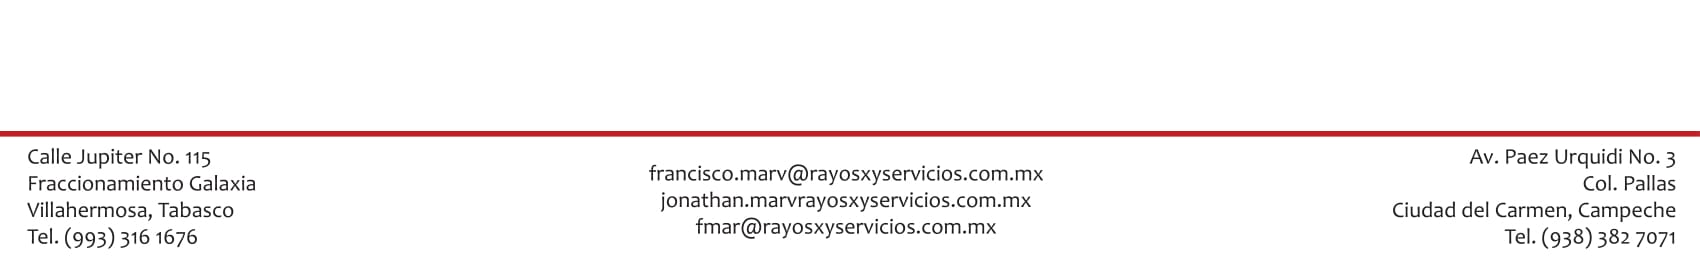 Calle Jupiter No. 115
Fraccionamiento Galaxia
Villahermosa, Tabasco
Tel. (993) 316 1676
francisco.marv@rayosxyservicios.com.mx
jonathan.marvrayosxyservicios.com.mx
fmar@rayosxyservicios.com.mx
Av. Paez Urquidi No. 3
Col. Pallas
Ciudad del Carmen, Campeche
Tel. (938) 382 7071